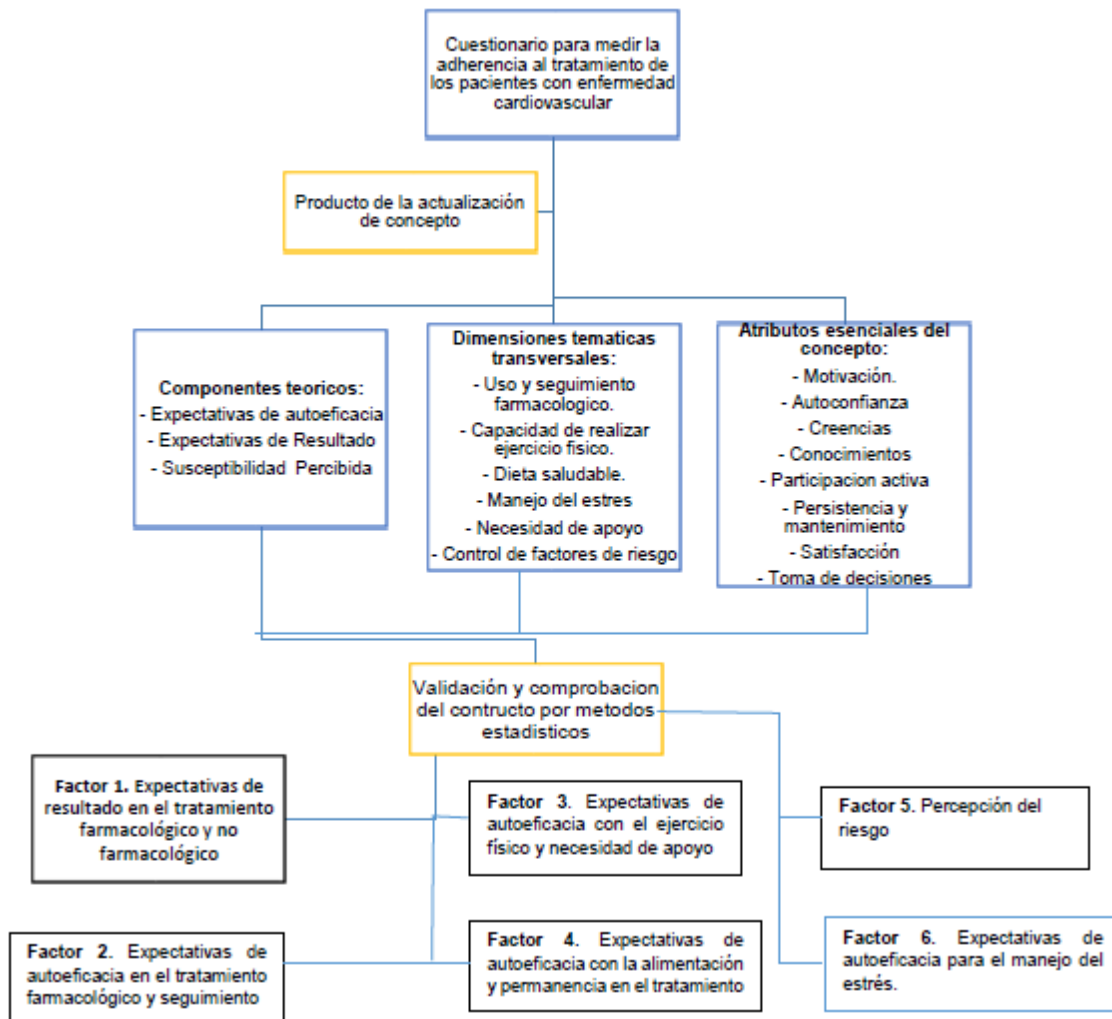 Cuestionario para medir la
adherencia al tratamiento de
los pacientes con enfermedad
cardiovascular
Producto de la actualización
de concepto
Componentes teoricos:
- Expectativas de autoeficacia
- Expectativas de Resultado
- Susceptibilidad Percibida
Dimensiones tematicas
transversales:
- Uso y seguimiento
farmacologico.
- Capacidad de realizar
ejercicio físico.
- Dieta saludable.
- Manejo del estres
- Necesidad de apoyo
- Control de factores de riesgo
Atributos esenciales del
concepto:
- Motivación.
- Autoconfianza
- Creencias
- Conocimientos
- Participacion activa
- Persistencia y
mantenimiento
- Satisfacción
- Toma de decisiones
Validación y comprobacion
del contructo por metodos
estadisticos
Factor 1. Expectativas de
resultado en el tratamiento
farmacológico y no
farmacológico
Factor 3. Expectativas de
autoeficacia con el ejercicio
físico y necesidad de apoyo
Factor 5. Percepción del
riesgo
Factor 2. Expectativas de
autoeficacia en el tratamiento
farmacológico y seguimiento
Factor 4. Expectativas de
autoeficacia con la alimentación
y permanencia en el tratamiento
Factor 6. Expectativas de
autoeficacia para el manejo del
estrés.